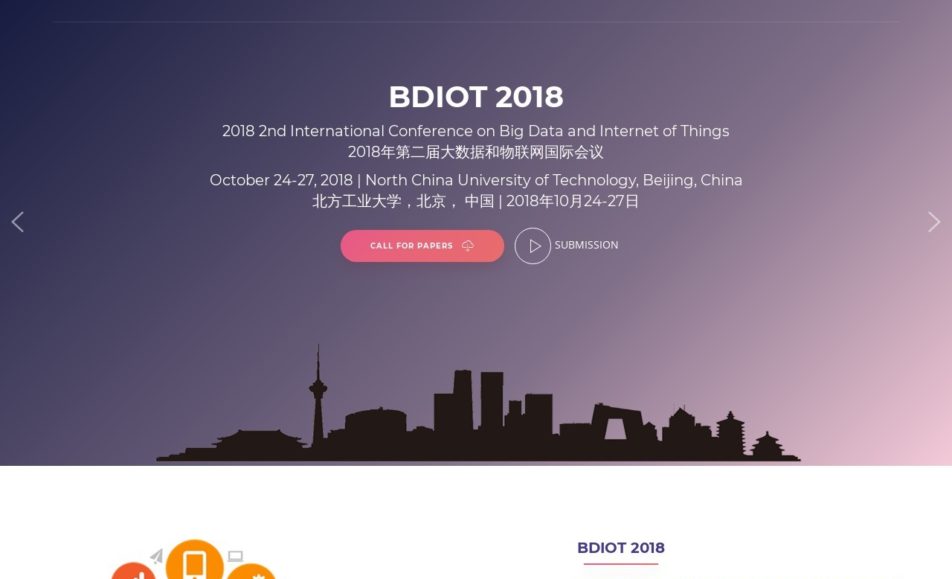 BDIOT 2018
2018 2nd International Conference on Big Data and Internet of Things
2018年第二届大数据和物联网国际会议
October 24-27, 2018 | North China University of Technology, Beijing, China
北方工业大学，北京， 中国 | 2018年10月24-27日
CALL FOR PAPERS
SUBMISSION
BDIOT 2018